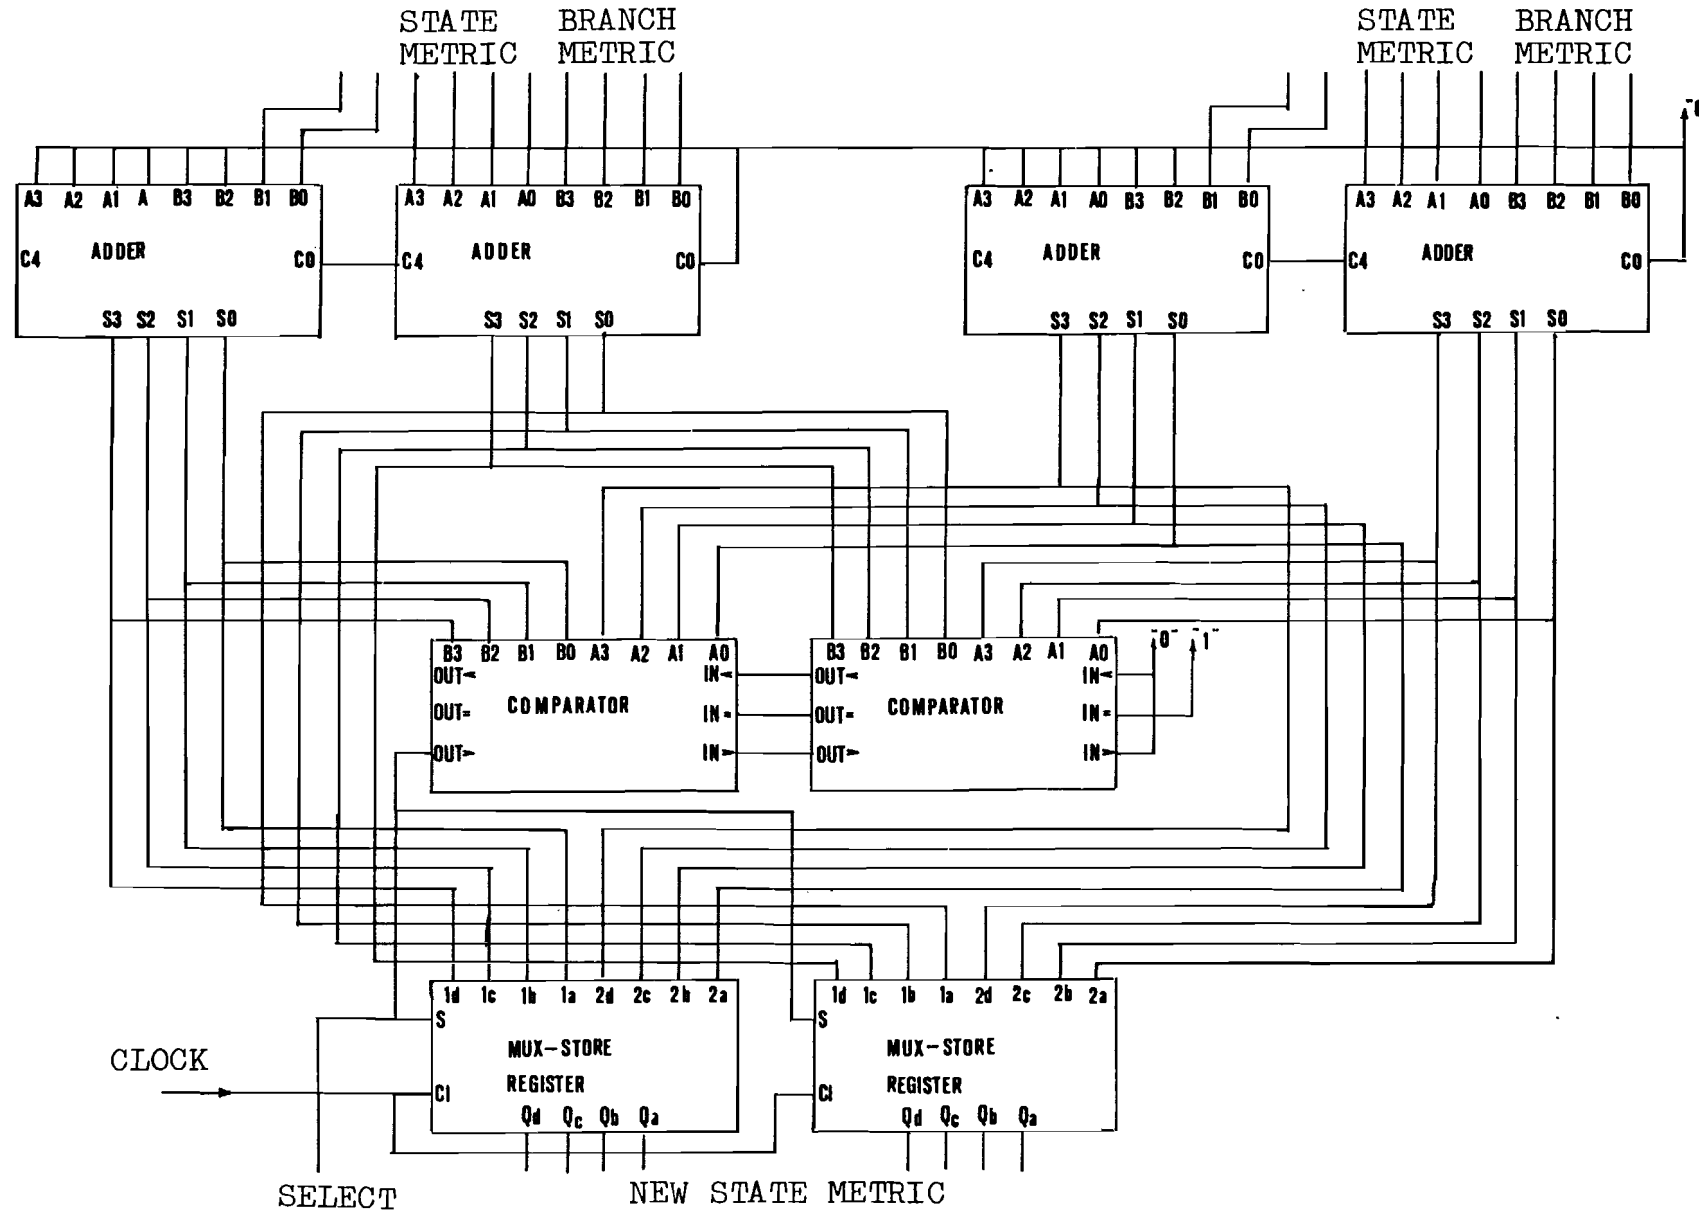 STATE BRANCH STATE BRANCH
METRIC METRIC METRIC METRIC
A3 A2 A1 A B3 B2 B1 B0 A3 A2 A1 A0 B3 B2 B1 B0 A3 A2 A1 A0 B3 B2 B1 B0 A3 A2 A1 A0 B3 B2 B1 B0
C4 ADDER C0 C4 ADDER C0 C4 ADDER C0 C4 ADDER C0
S3 S2 S1 S0 S3 S2 S1 S0 S3 S2 S1 S0 S3 S2 S1 S0
"0" "1"
B3 B2 B1 B0 A3 A2 A1 A0 B3 B2 B1 B0 A3 A2 A1 A0
OUT< IN< OUT< IN<
OUT= COMPARATOR IN= OUT= COMPARATOR IN=
OUT> IN> OUT> IN>
1d 1c 1b 1a 2d 2c 2b 2a 1d 1c 1b 1a 2d 2c 2b 2a
S S
MUX-STORE MUX-STORE
CLOCK
REGISTER REGISTER
Cl Cl
Qd Qc Qb Qa Qd Qc Qb Qa
SELECT NEW STATE METRIC